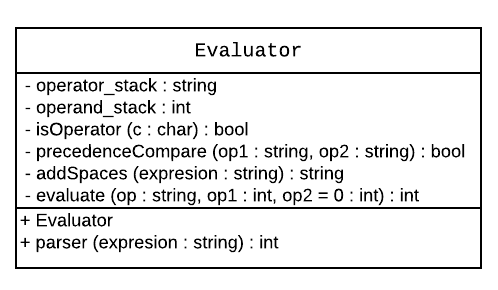 Evaluator
- operator_stack : string
- operand_stack : int
- isOperator (c : char) : bool
- precedenceCompare (op1 : string, op2 : string) : bool
- addSpaces (expresion : string) : string
- evaluate (op : string, op1 : int, op2 = 0 : int) : int
+ Evaluator
+ parser (expresion : string) : int